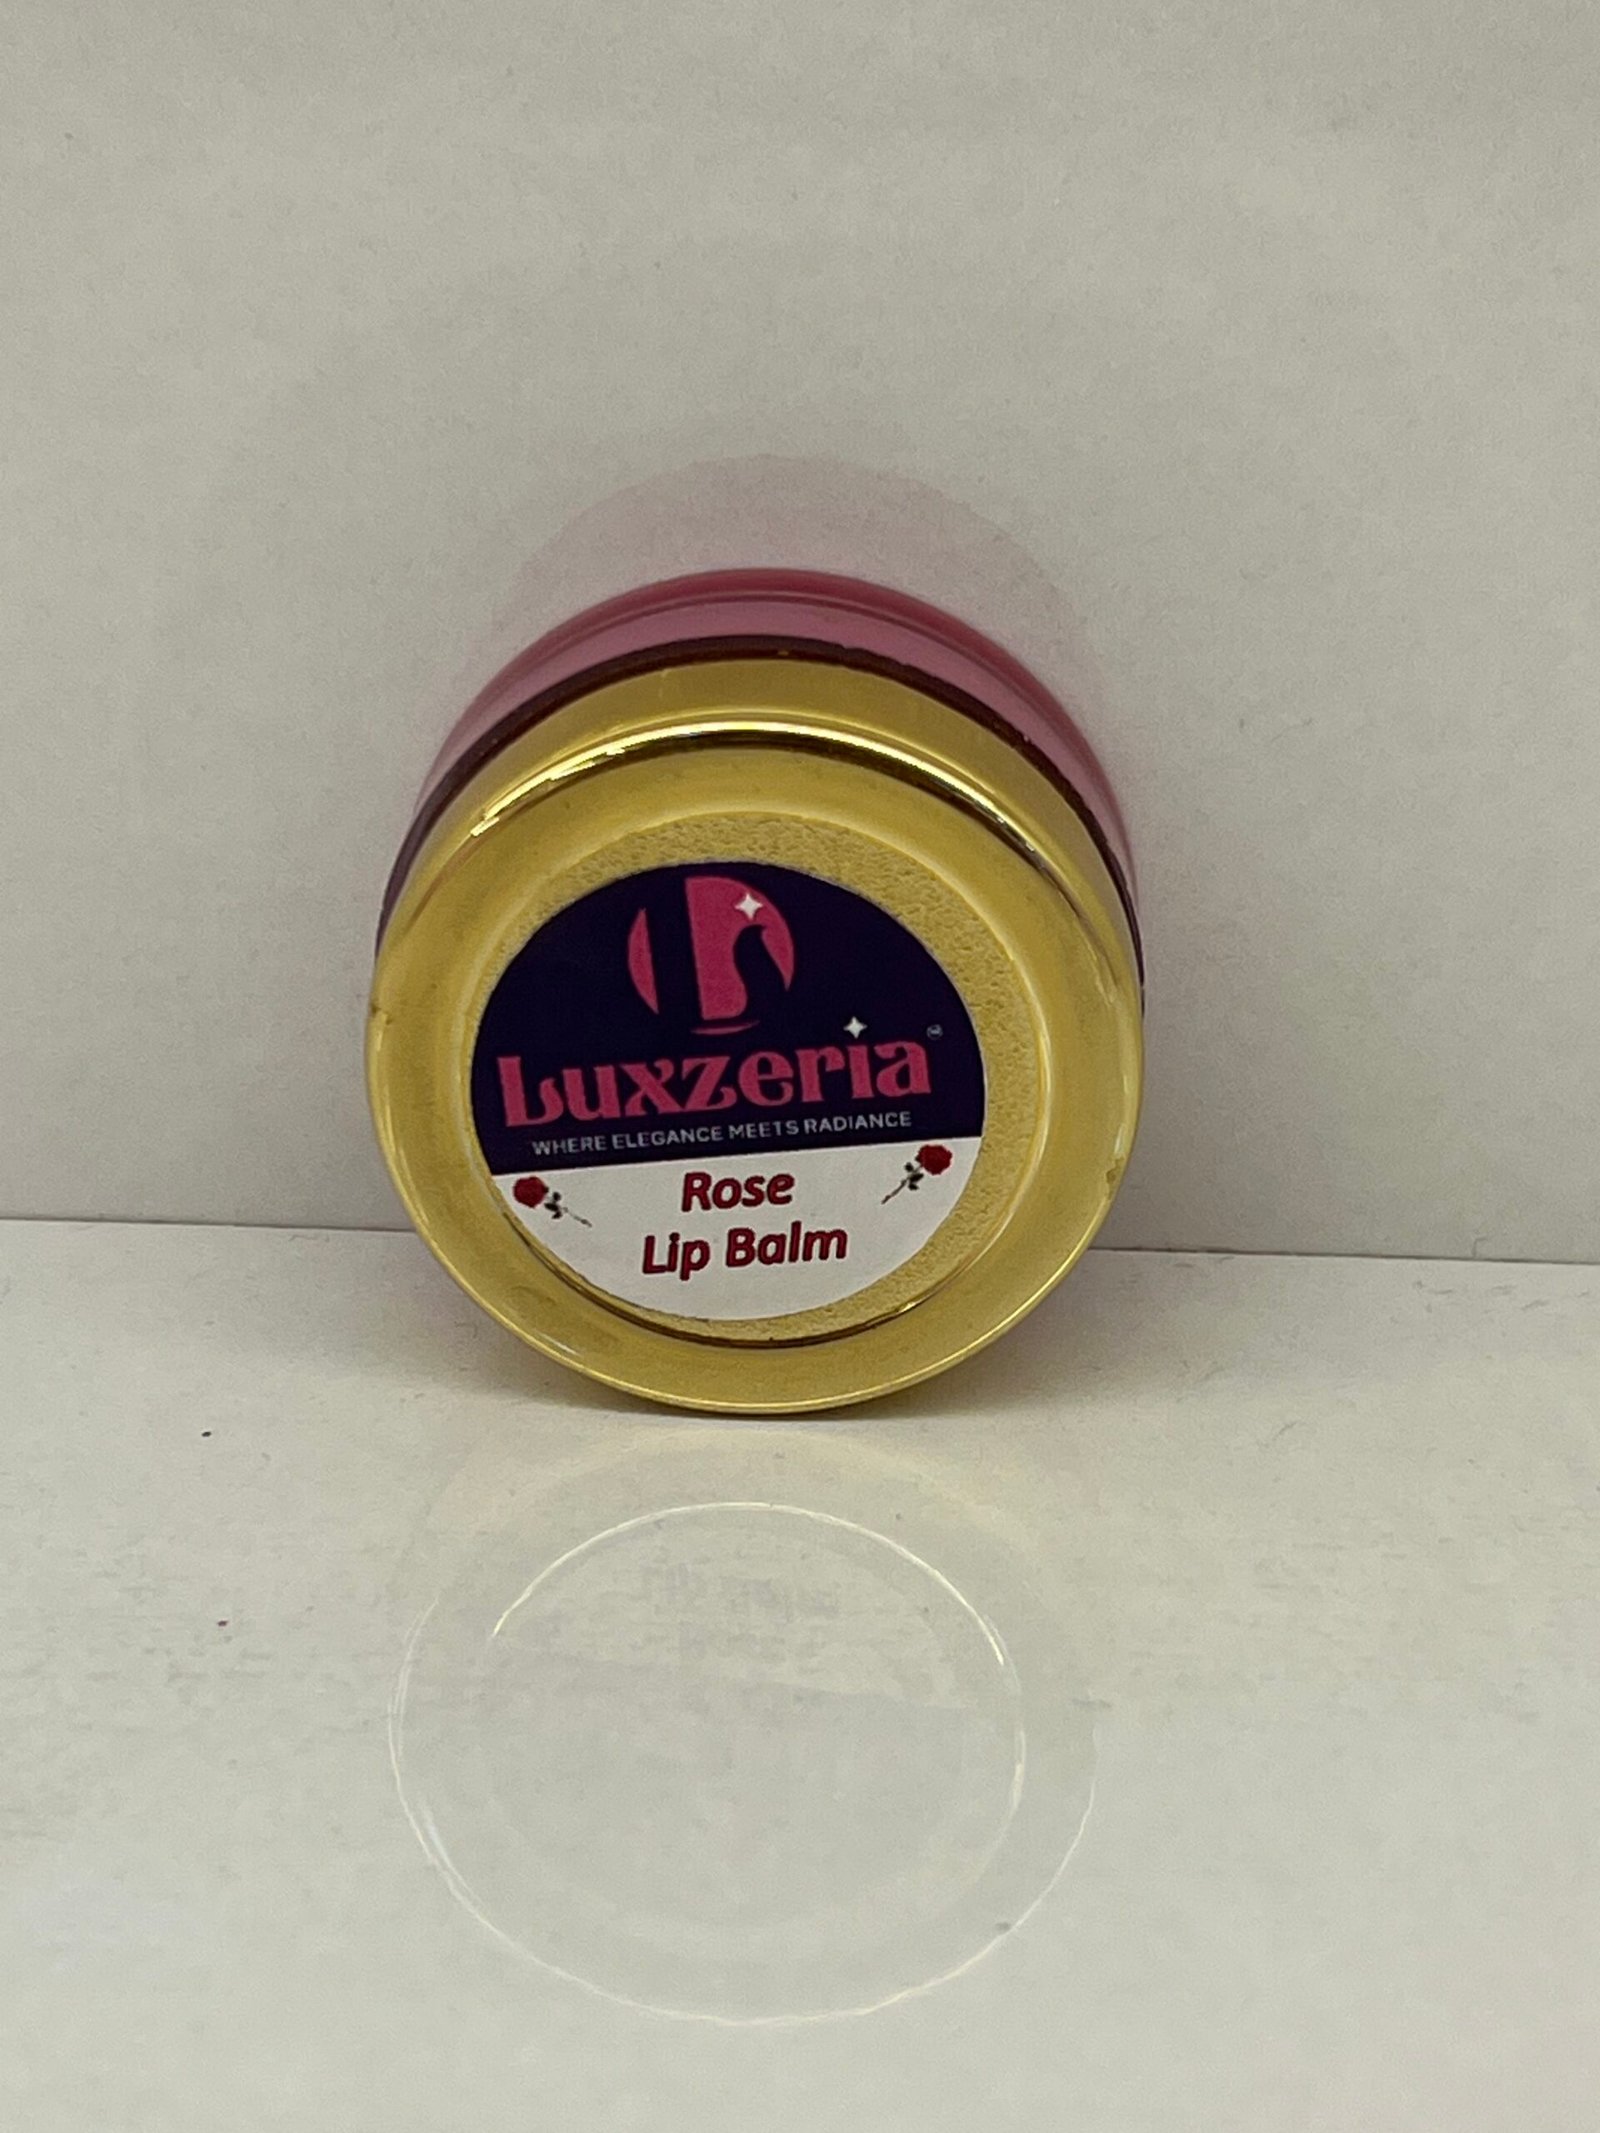 Luxzeria
WHERE ELEGANCE MEETS RADIANCE
Rose
Lip Balm